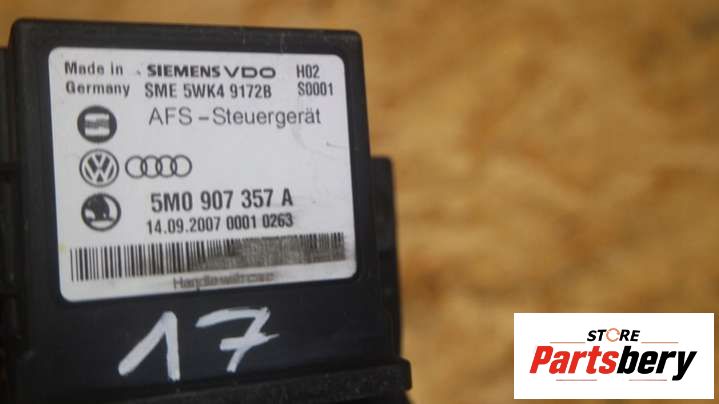 Made in SIEMENS VDO H02
Germany SME 5WK4 9172B S0001
AFS-Steuergerät
5M0 907 357 A
14.09.2007 0001 0263
17
STORE
Partsbery